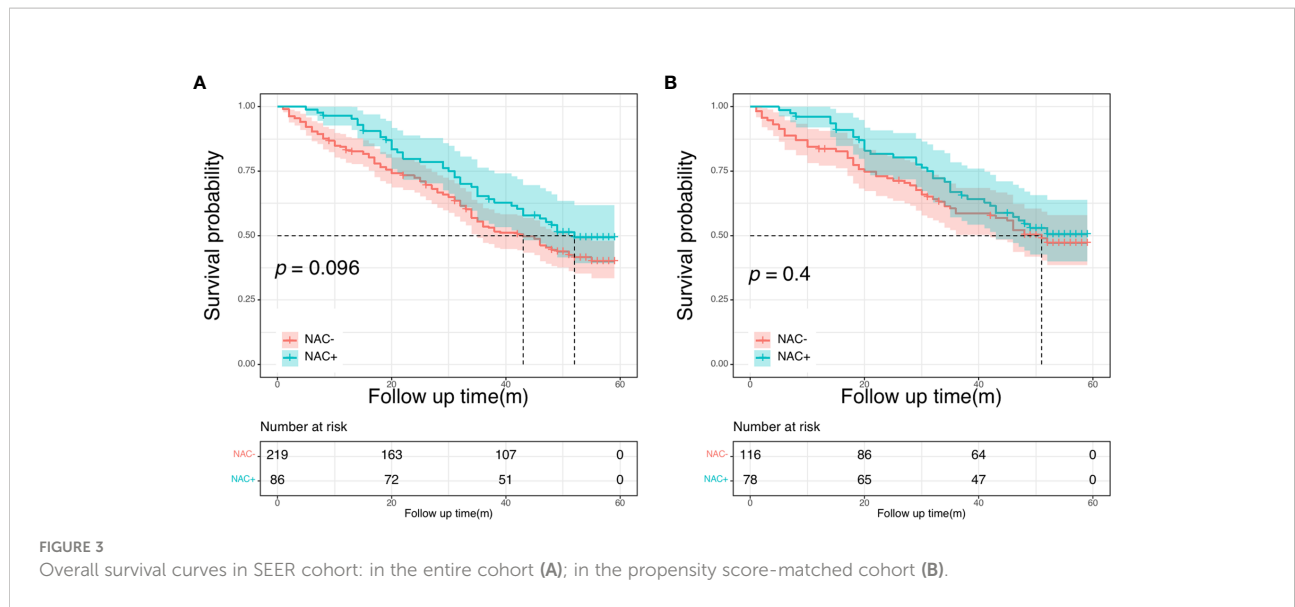 A
Survival probability
1.00
0.75
0.50
0.25
0.00
p = 0.096
NAC-
NAC+
0 20 40 60
Follow up time(m)
Number at risk
NAC- 219 163 107 0
NAC+ 86 72 51 0
0 20 40 60
Follow up time(m)
B
Survival probability
1.00
0.75
0.50
0.25
0.00
p = 0.4
NAC-
NAC+
0 20 40 60
Follow up time(m)
Number at risk
NAC- 116 86 64 0
NAC+ 78 65 47 0
0 20 40 60
Follow up time(m)
FIGURE 3
Overall survival curves in SEER cohort: in the entire cohort (A); in the propensity score-matched cohort (B).